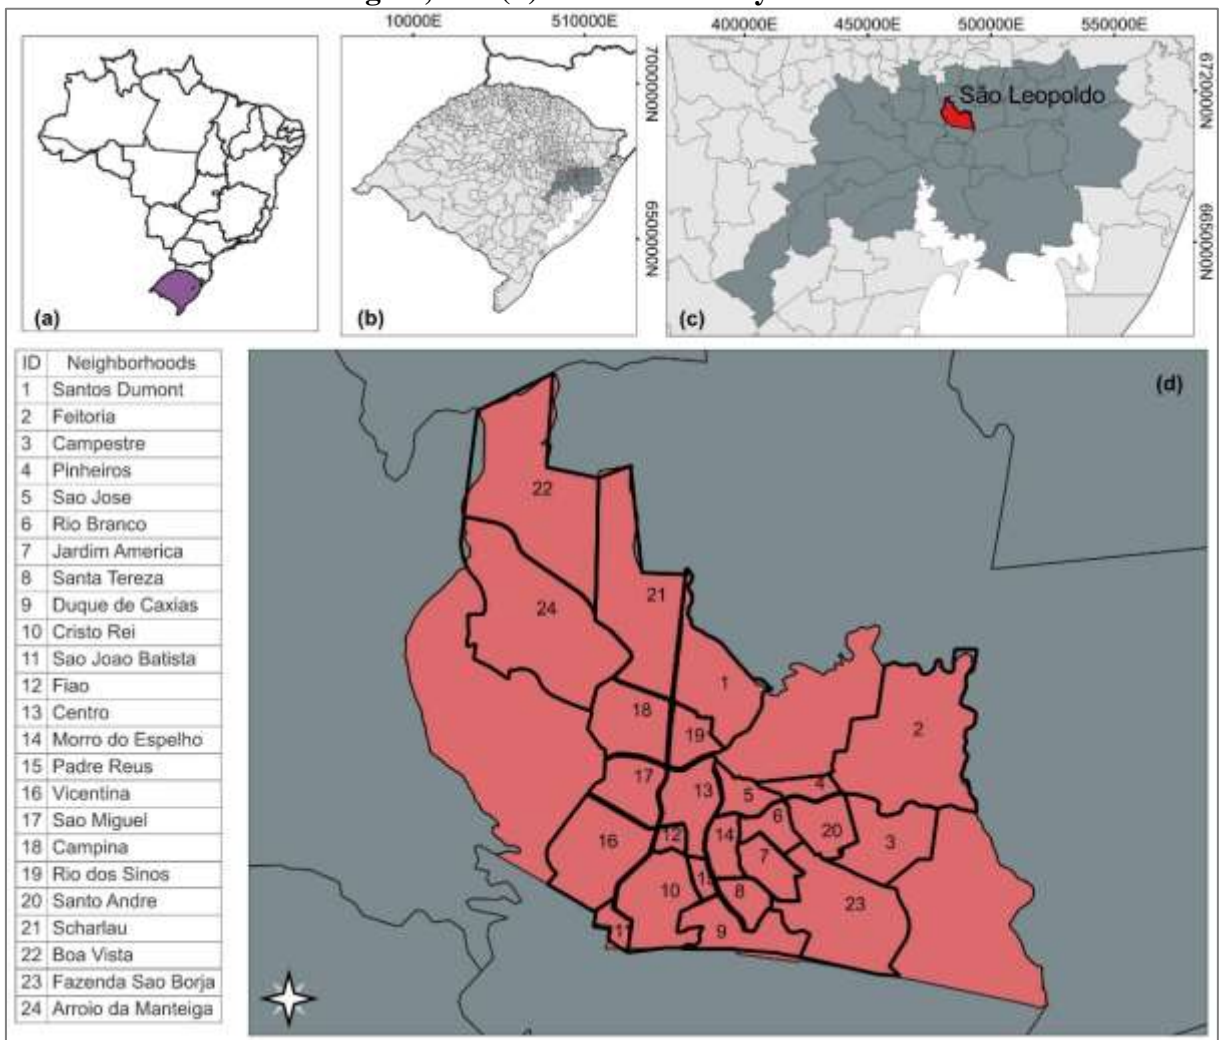 10000E 510000E 400000E 450000E 500000E 550000E
7000000N
6500000N
6720000N
6650000N
São Leopoldo
(a) (b) (c)
(d)
ID Neighborhoods
1 Santos Dumont
2 Feitoria
3 Campestre
4 Pinheiros
5 Sao Jose
6 Rio Branco
7 Jardim America
8 Santa Tereza
9 Duque de Caxias
10 Cristo Rei
11 Sao Joao Batista
12 Fiao
13 Centro
14 Morro do Espelho
15 Padre Reus
16 Vicentina
17 Sao Miguel
18 Campina
19 Rio dos Sinos
20 Santo Andre
21 Scharlau
22 Boa Vista
23 Fazenda Sao Borja
24 Arroio da Manteiga
22
24
21
1
18
19
2
17
13
5
4
6
12
14
20
3
16
7
10
8
23
9
11